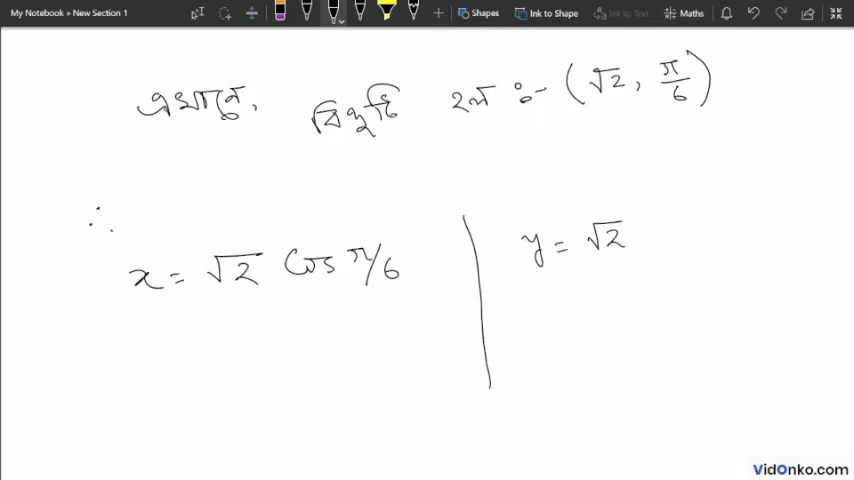 My Notebook » New Section 1
Shapes
Ink to Shape
Ink to Text
Maths
এখানে, বিন্দুটি হল :- (√2, π/6)
∴
x = √2 Cos π/6
y = √2
VidOnko.com